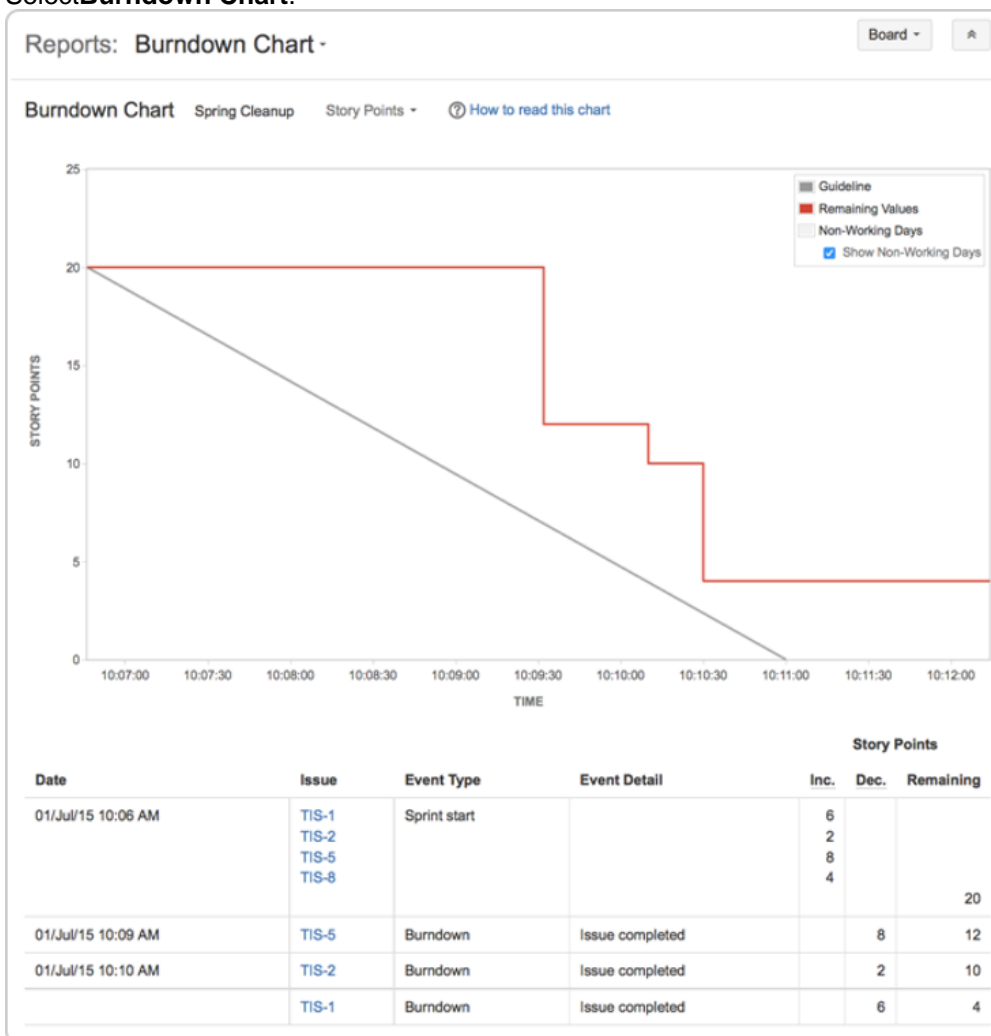 Select Burndown Chart.
Reports: Burndown Chart
Board
Burndown Chart Spring Cleanup Story Points How to read this chart
25
20
15
10
5
0
STORY POINTS
Guideline
Remaining Values
Non-Working Days
Show Non-Working Days
10:07:00 10:07:30 10:08:00 10:08:30 10:09:00 10:09:30 10:10:00 10:10:30 10:11:00 10:11:30 10:12:00
TIME
Story Points
Date Issue Event Type Event Detail Inc. Dec. Remaining
01/Jul/15 10:06 AM TIS-1 Sprint start 6
TIS-2 2
TIS-5 8
TIS-8 4
20
01/Jul/15 10:09 AM TIS-5 Burndown Issue completed 8 12
01/Jul/15 10:10 AM TIS-2 Burndown Issue completed 2 10
TIS-1 Burndown Issue completed 6 4